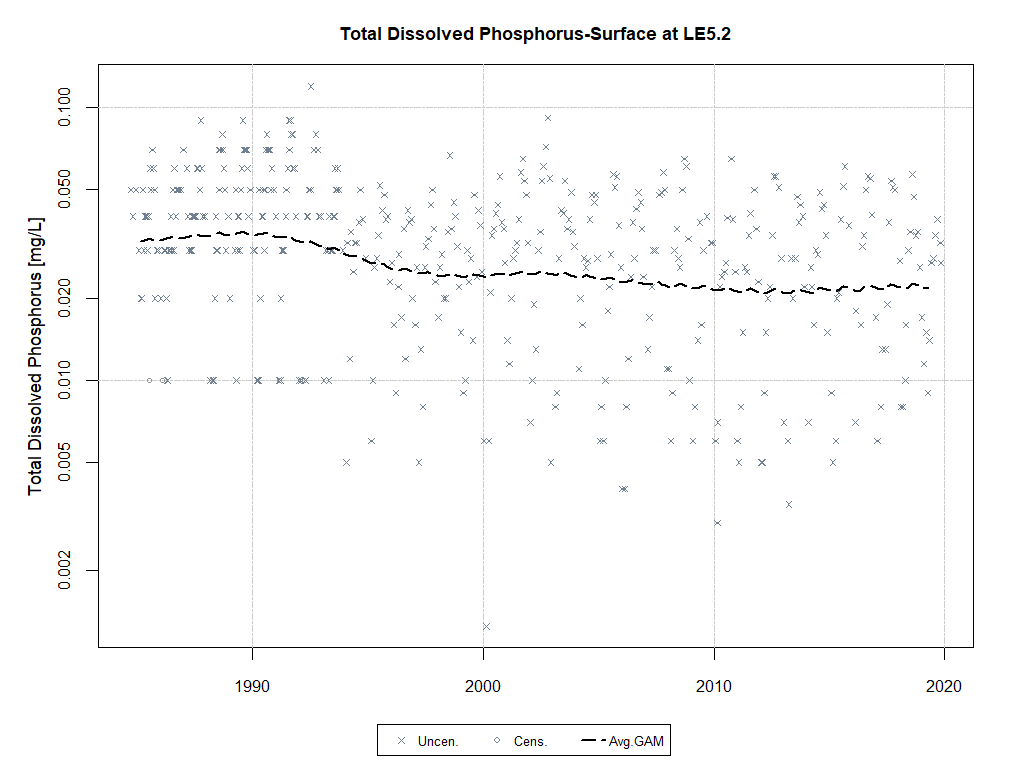 Total Dissolved Phosphorus-Surface at LE5.2
Total Dissolved Phosphorus [mg/L]
0.100
0.050
0.020
0.010
0.005
0.002
1990 2000 2010 2020
Uncen. Cens. Avg.GAM